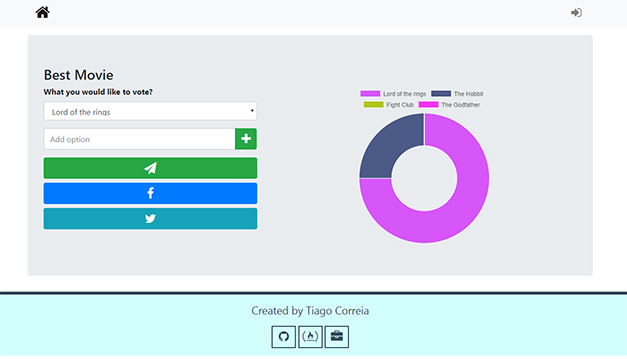 Best Movie
What you would like to vote?
Lord of the rings
Add option
Lord of the rings The Hobbit
Fight Club The Godfather
Created by Tiago Correia